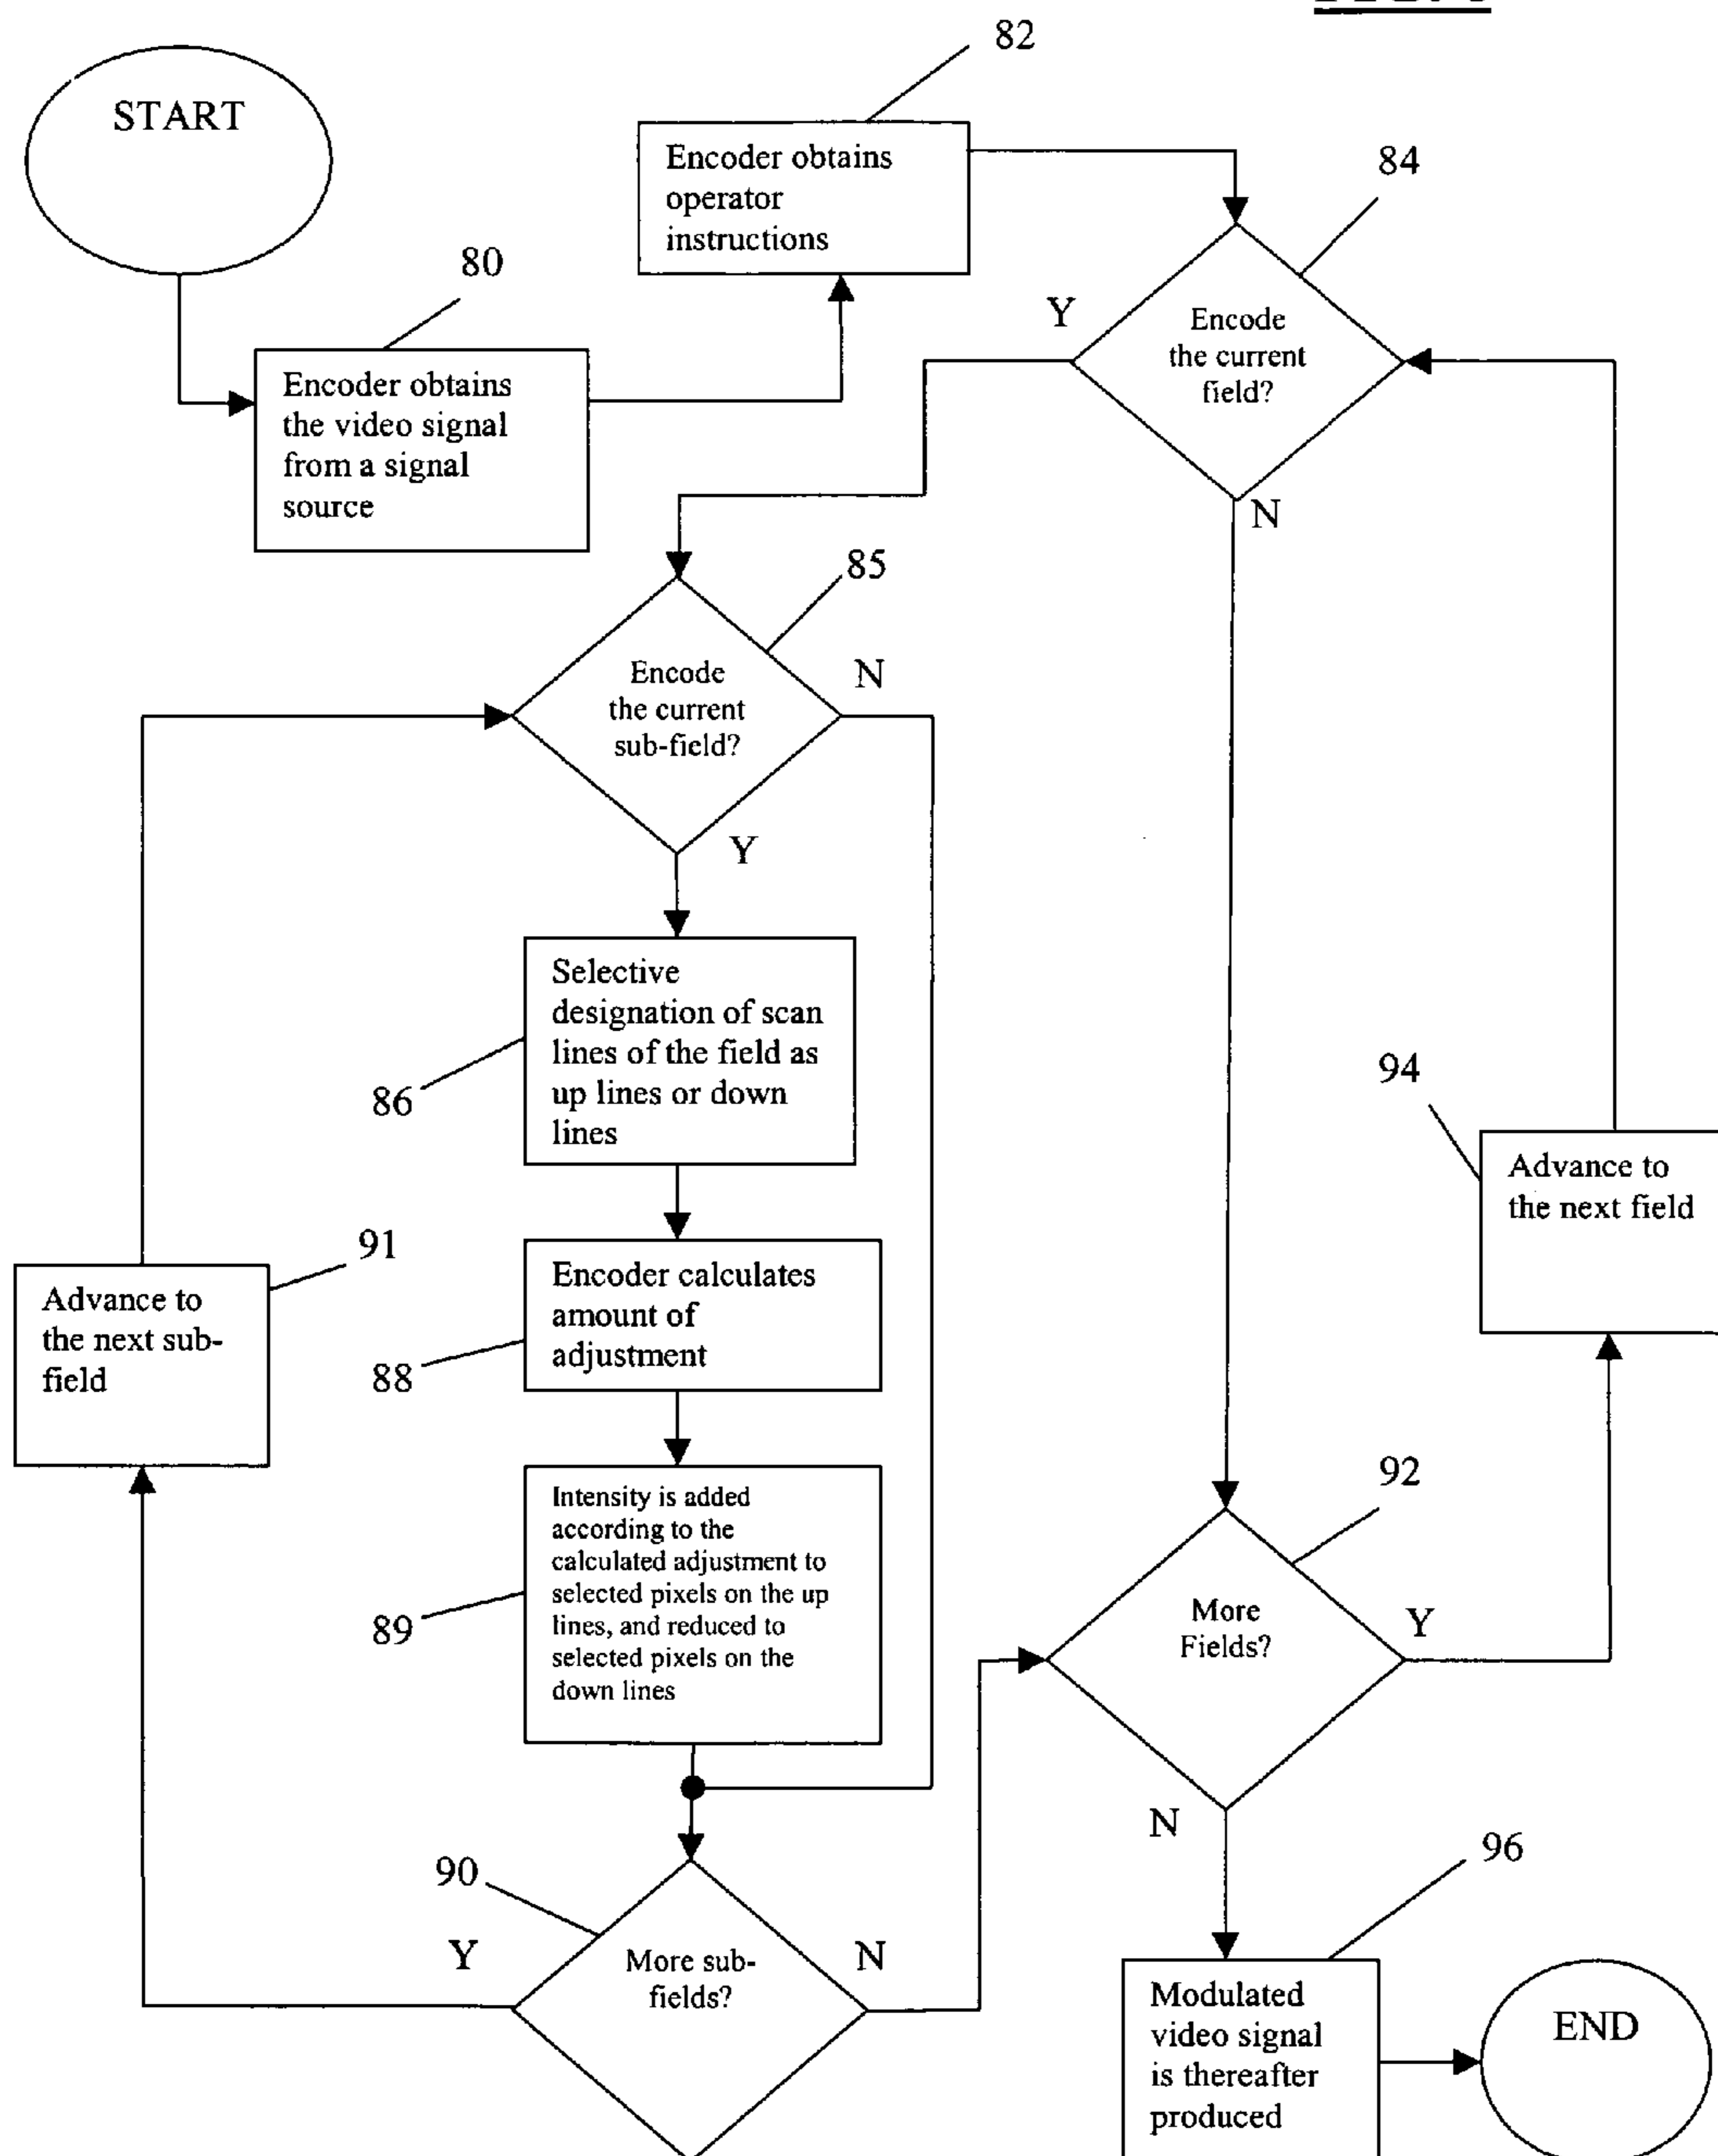 82
START
Encoder obtains
operator
instructions
84
80
Y
Encode
the current
field?
Encoder obtains
the video signal
from a signal
source
N
85
Encode
the current
sub-field?
N
Y
Selective
designation of scan
lines of the field as
up lines or down
lines
86
94
Advance to
the next field
91
Advance to
the next sub-
field
Encoder calculates
amount of
adjustment
88
92
Intensity is added
according to the
calculated adjustment to
selected pixels on the up
lines, and reduced to
selected pixels on the
down lines
89
More
Fields?
Y
N
90
96
Y
More sub-
fields?
N
Modulated
video signal
is thereafter
produced
END